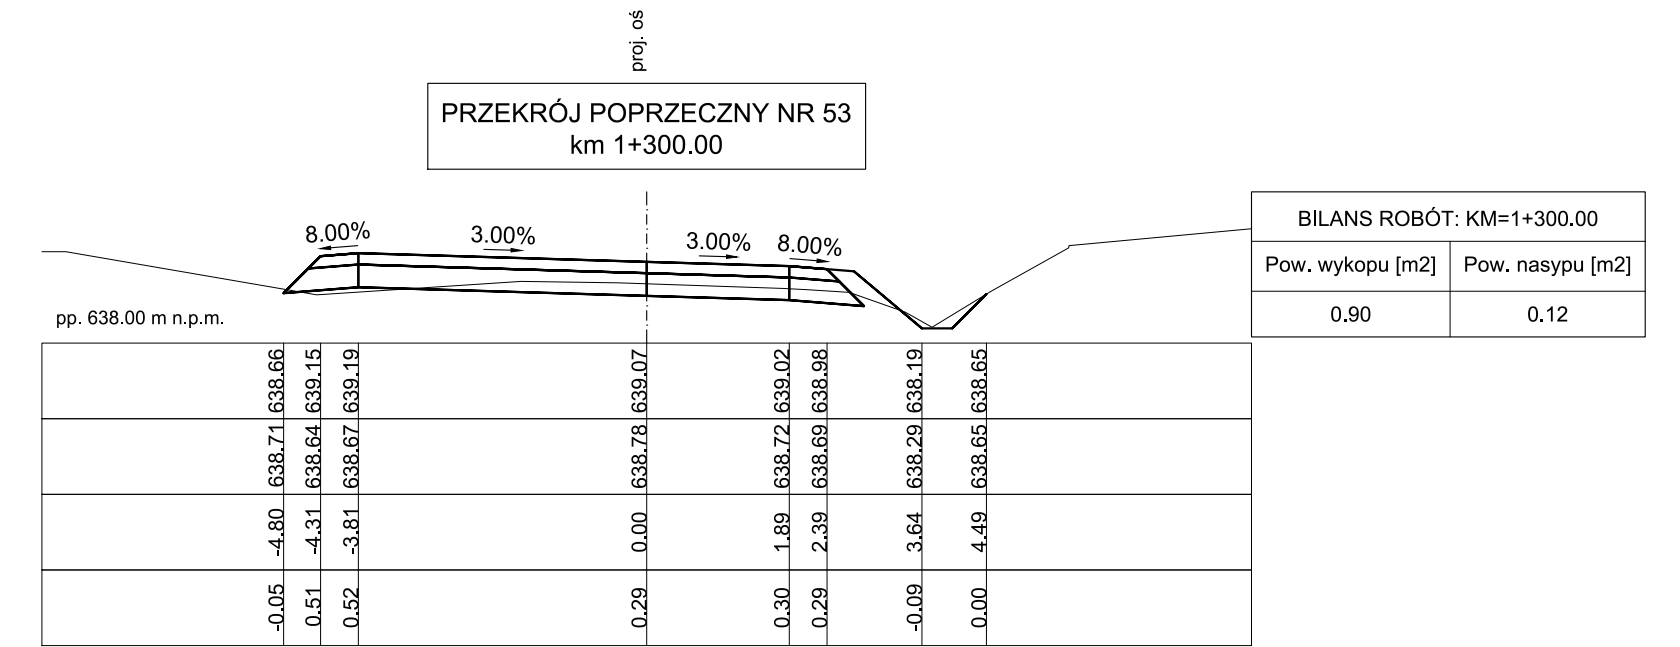 proj. oś
PRZEKRÓJ POPRZECZNY NR 53
km 1+300.00
8.00%
3.00%
3.00%
8.00%
BILANS ROBÓT: KM=1+300.00
Pow. wykopu [m2] Pow. nasypu [m2]
0.90 0.12
pp. 638.00 m n.p.m.
638.66 639.15 639.19 639.07 639.02 638.98 638.19 638.65
638.71 638.64 638.67 638.78 638.72 638.69 638.29 638.65
-4.80 -4.31 -3.81 0.00 1.89 2.39 3.64 4.49
-0.05 0.51 0.52 0.29 0.30 0.29 -0.09 0.00